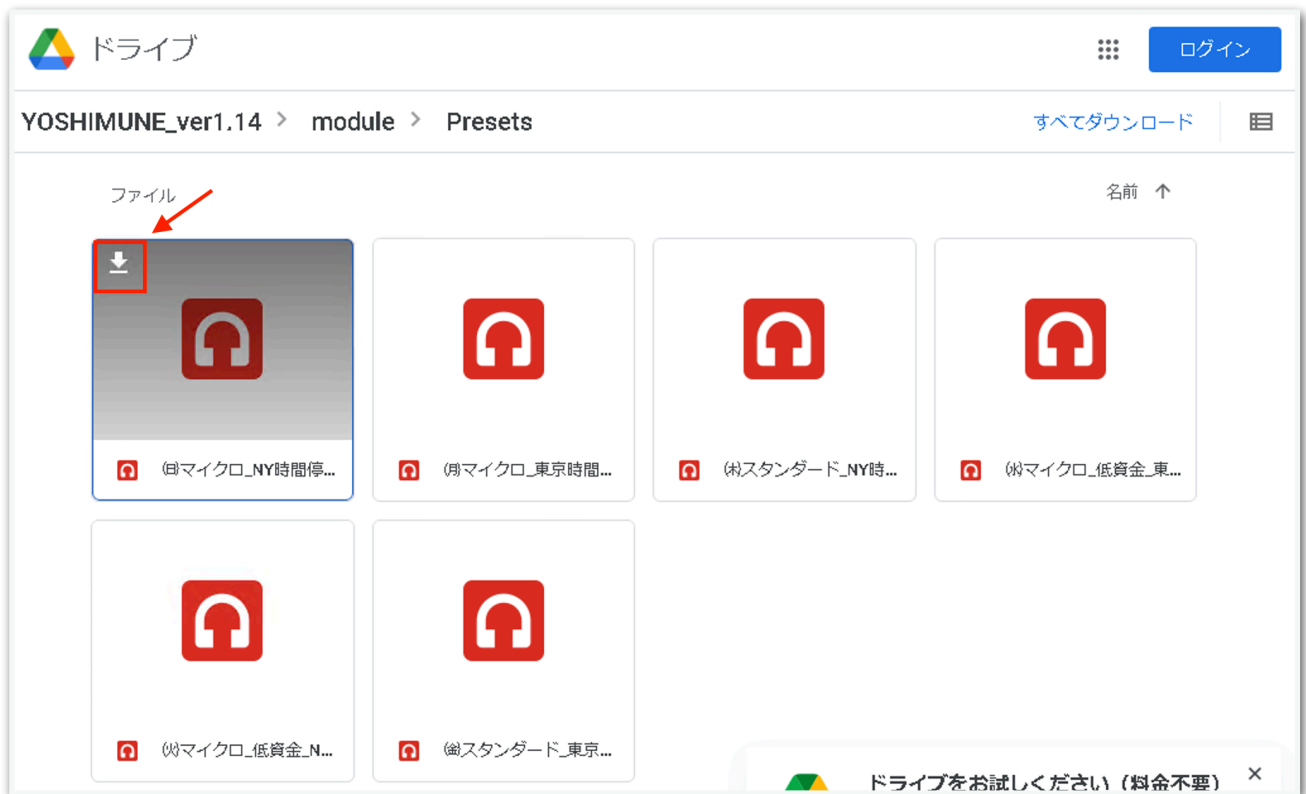 ドライブ
ログイン
YOSHIMUNE_ver1.14 > module > Presets
すべてダウンロード
ファイル
名前 ↑
㈰マイクロ_NY時間停...
㈪マイクロ_東京時間...
㈭スタンダード_NY時...
㈬マイクロ_低資金_東...
㈫マイクロ_低資金_N...
㈮スタンダード_東京...
ドライブをお試しください（料金不要）